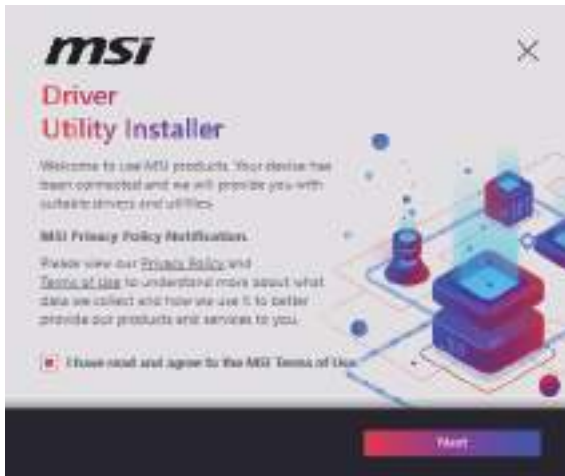 msi
Driver
Utility Installer
Welcome to use MSI products. Your device has
been connected and we will provide you with
suitable drivers and utilities.
MSI Privacy Policy Notification.
Please view our Privacy Policy and
Terms of Use to understand more about what
data we collect and how we use it to better
provide our products and services to you.
I have read and agree to the MSI Terms of Use
Next